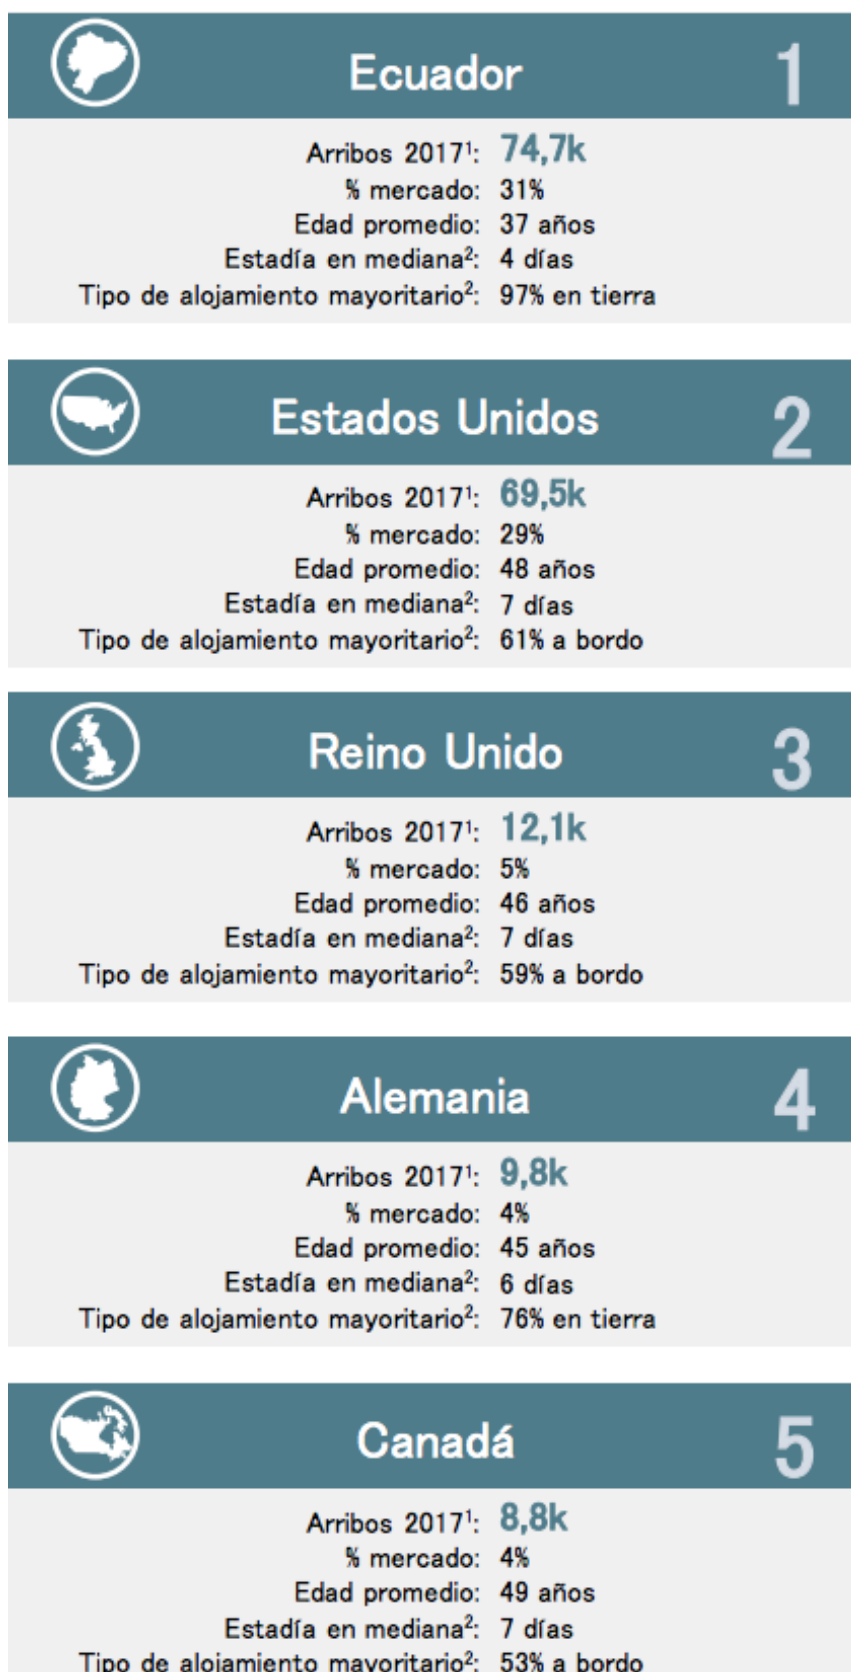 Ecuador 1
Arribos 2017¹: 74,7k
% mercado: 31%
Edad promedio: 37 años
Estadía en mediana²: 4 días
Tipo de alojamiento mayoritario²: 97% en tierra
Estados Unidos 2
Arribos 2017¹: 69,5k
% mercado: 29%
Edad promedio: 48 años
Estadía en mediana²: 7 días
Tipo de alojamiento mayoritario²: 61% a bordo
Reino Unido 3
Arribos 2017¹: 12,1k
% mercado: 5%
Edad promedio: 46 años
Estadía en mediana²: 7 días
Tipo de alojamiento mayoritario²: 59% a bordo
Alemania 4
Arribos 2017¹: 9,8k
% mercado: 4%
Edad promedio: 45 años
Estadía en mediana²: 6 días
Tipo de alojamiento mayoritario²: 76% en tierra
Canadá 5
Arribos 2017¹: 8,8k
% mercado: 4%
Edad promedio: 49 años
Estadía en mediana²: 7 días
Tipo de alojamiento mayoritario²: 53% a bordo